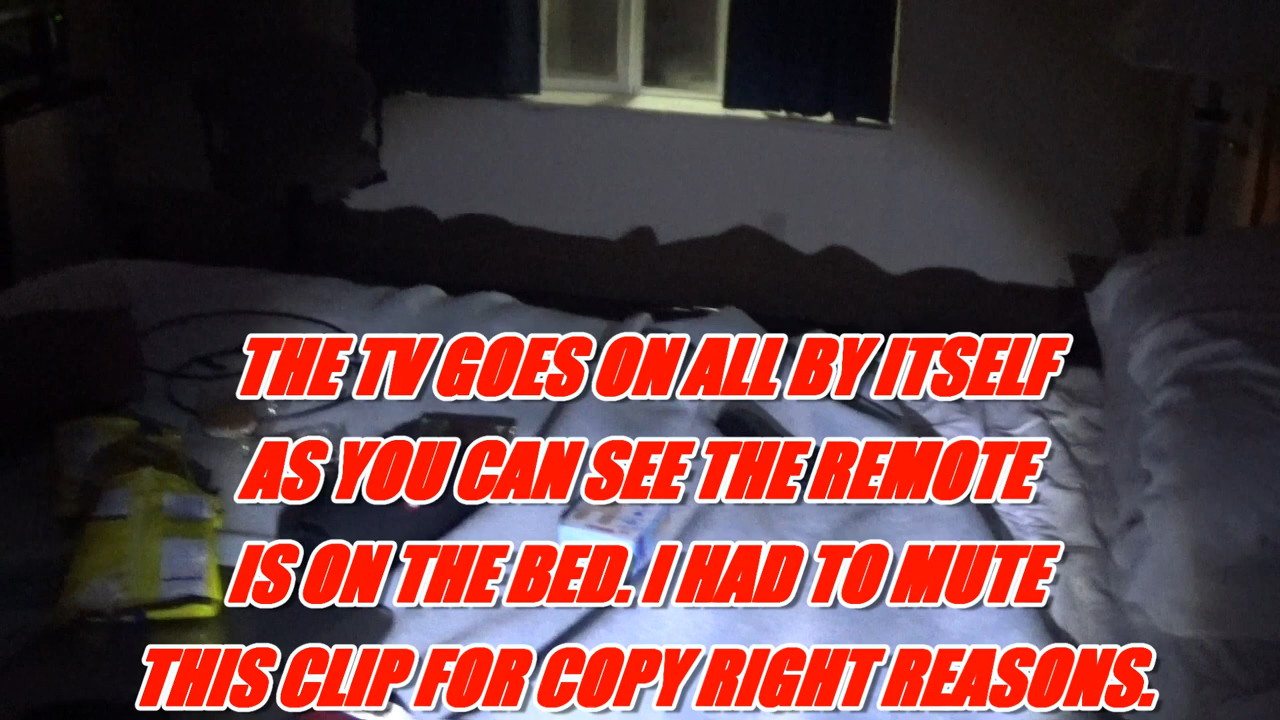 THE TV GOES ON ALL BY ITSELF
AS YOU CAN SEE THE REMOTE
IS ON THE BED. I HAD TO MUTE
THIS CLIP FOR COPY RIGHT REASONS.